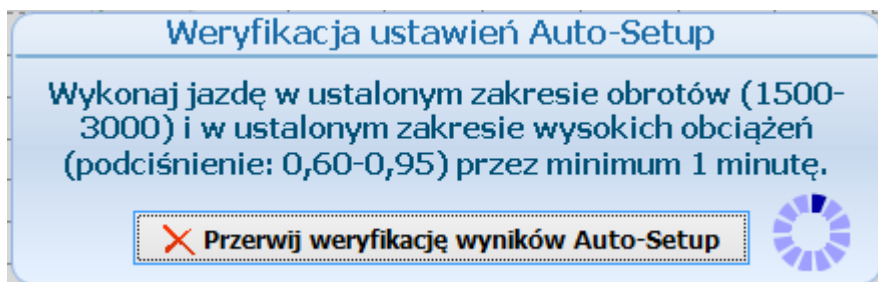 Weryfikacja ustawień Auto-Setup
Wykonaj jazdę w ustalonym zakresie obrotów (1500-
3000) i w ustalonym zakresie wysokich obciążeń
(podciśnienie: 0,60-0,95) przez minimum 1 minutę.
Przerwij weryfikację wyników Auto-Setup